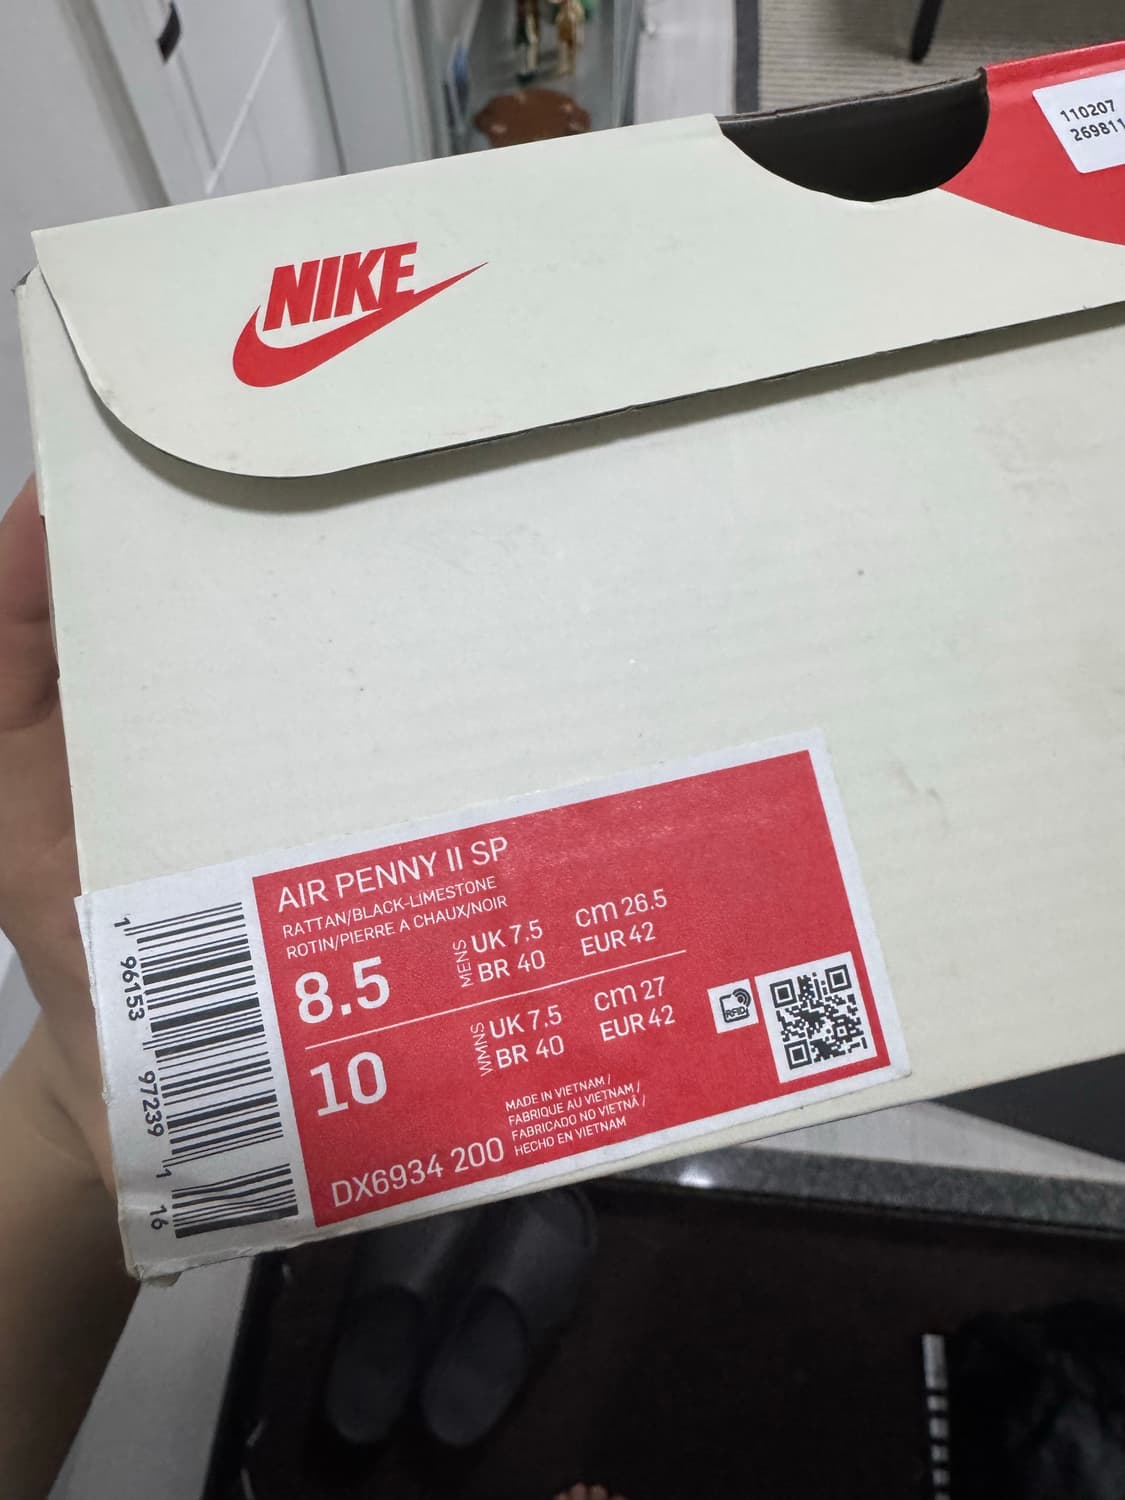 110207
269811
NIKE
AIR PENNY II SP
RATTAN/BLACK-LIMESTONE
ROTIN/PIERRE A CHAUX/NOIR
8.5
MENS
UK 7.5
BR 40
cm 26.5
EUR 42
10
WMNS
UK 7.5
BR 40
cm 27
EUR 42
RFID
MADE IN VIETNAM /
FABRIQUE AU VIETNAM /
FABRICADO NO VIETNÃ /
HECHO EN VIETNAM
DX6934 200
1 96153 97239 1 16